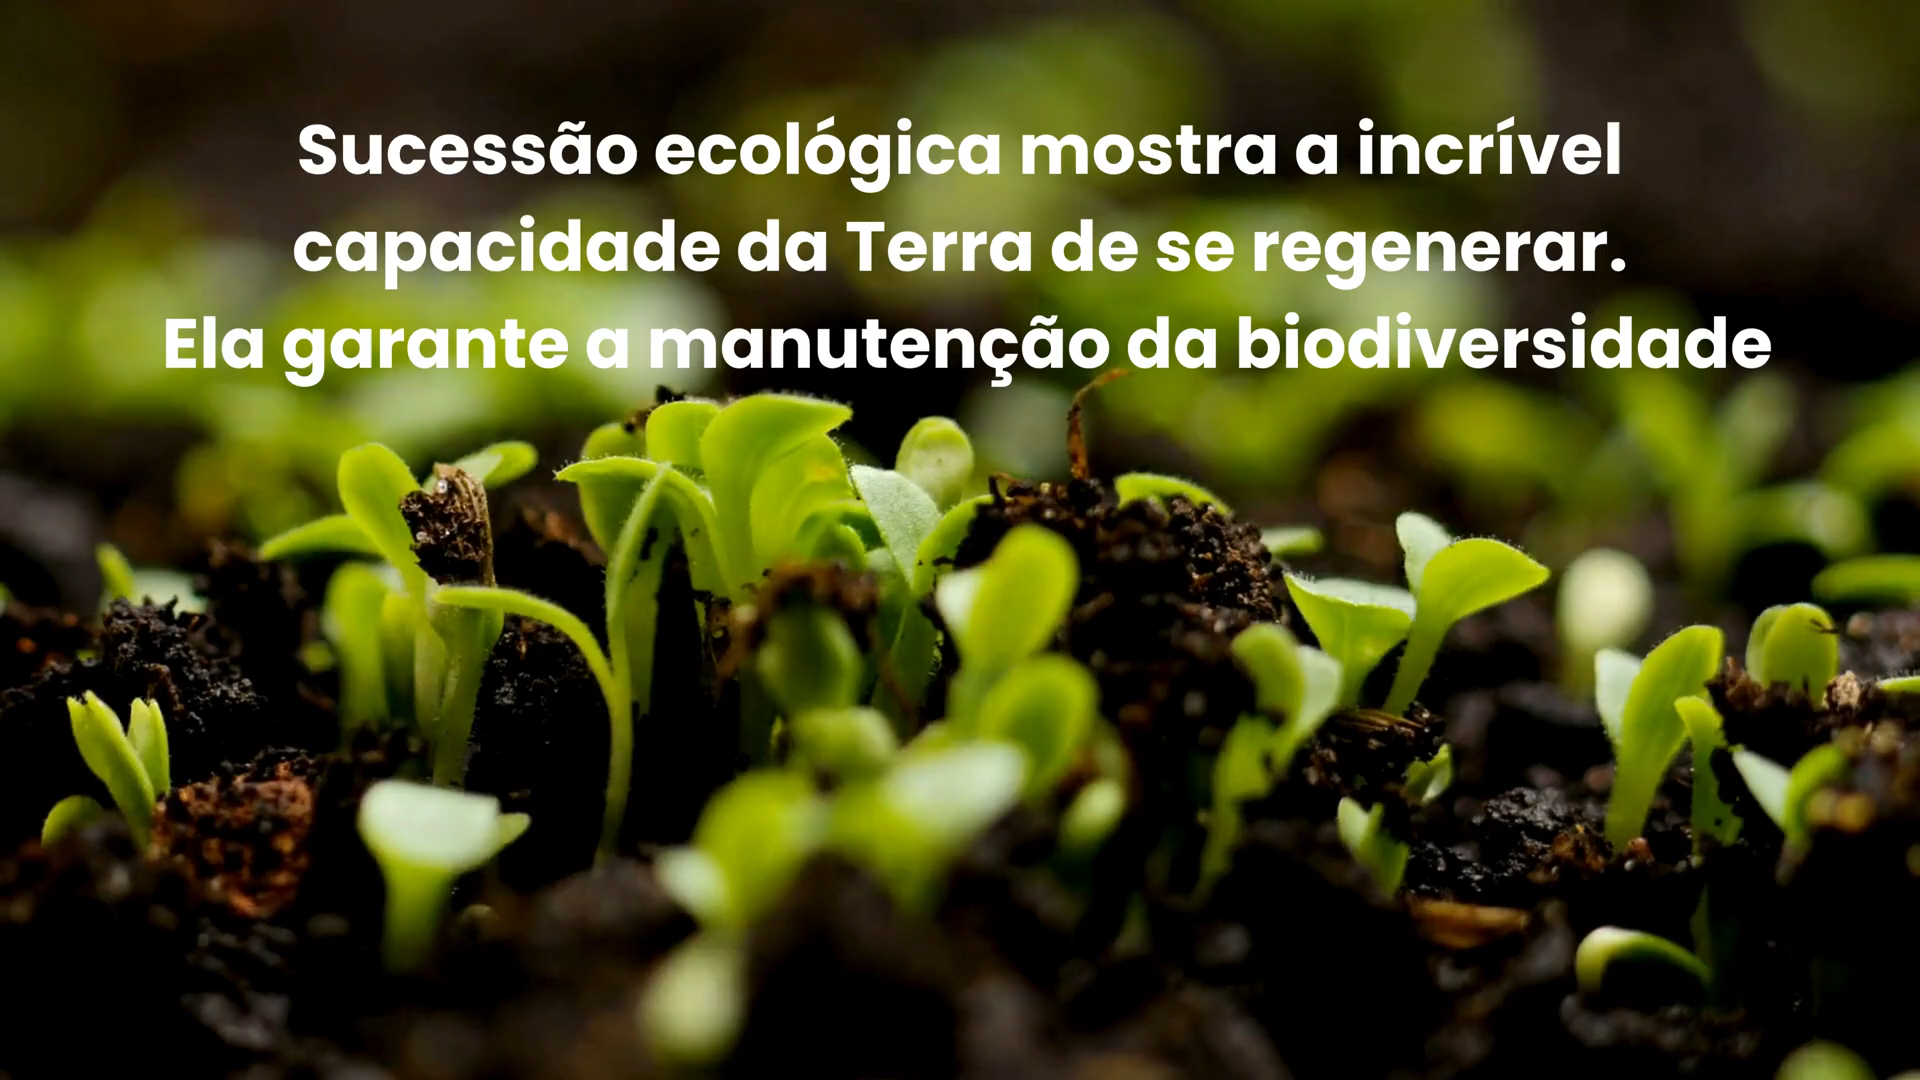 Sucessão ecológica mostra a incrível
capacidade da Terra de se regenerar.
Ela garante a manutenção da biodiversidade